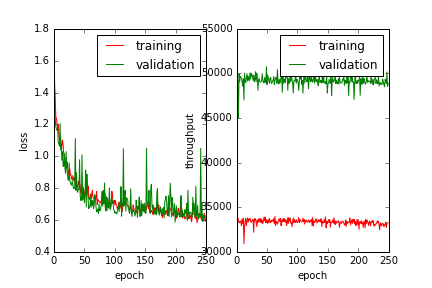 1.8
1.6
1.4
1.2
1.0
0.8
0.6
0.4
loss
0 50 100 150 200 250
epoch
training
validation
55000
50000
45000
40000
35000
30000
throughput
0 50 100 150 200 250
epoch
training
validation